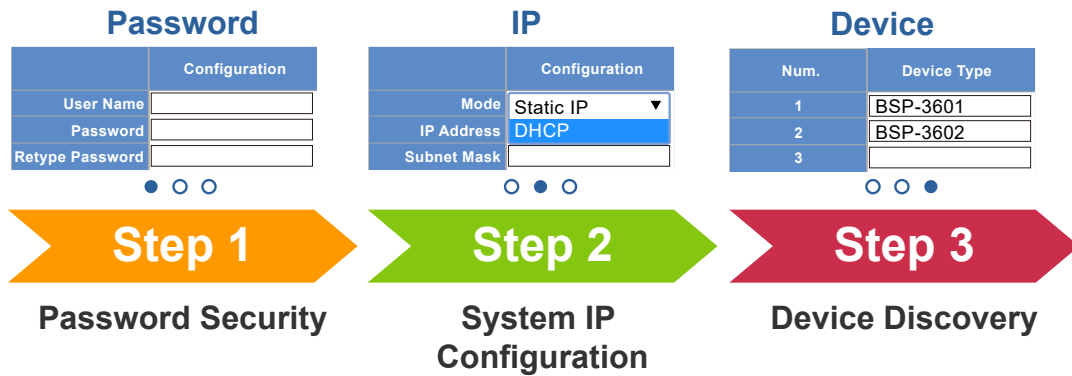 Password
Configuration
User Name
Password
Retype Password
Step 1
Password Security
IP
Configuration
Mode Static IP ▼
IP Address DHCP
Subnet Mask
Step 2
System IP
Configuration
Device
Num. Device Type
1 BSP-3601
2 BSP-3602
3
Step 3
Device Discovery